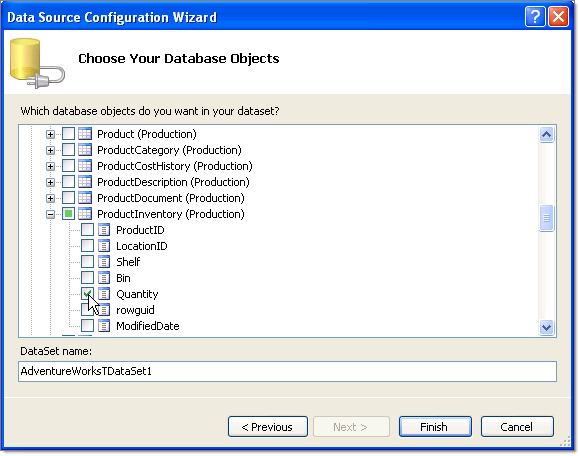 Data Source Configuration Wizard
Choose Your Database Objects
Which database objects do you want in your dataset?
Product (Production)
ProductCategory (Production)
ProductCostHistory (Production)
ProductDescription (Production)
ProductDocument (Production)
ProductInventory (Production)
ProductID
LocationID
Shelf
Bin
Quantity
rowguid
ModifiedDate
DataSet name:
AdventureWorksTDataSet1
< Previous Next > Finish Cancel